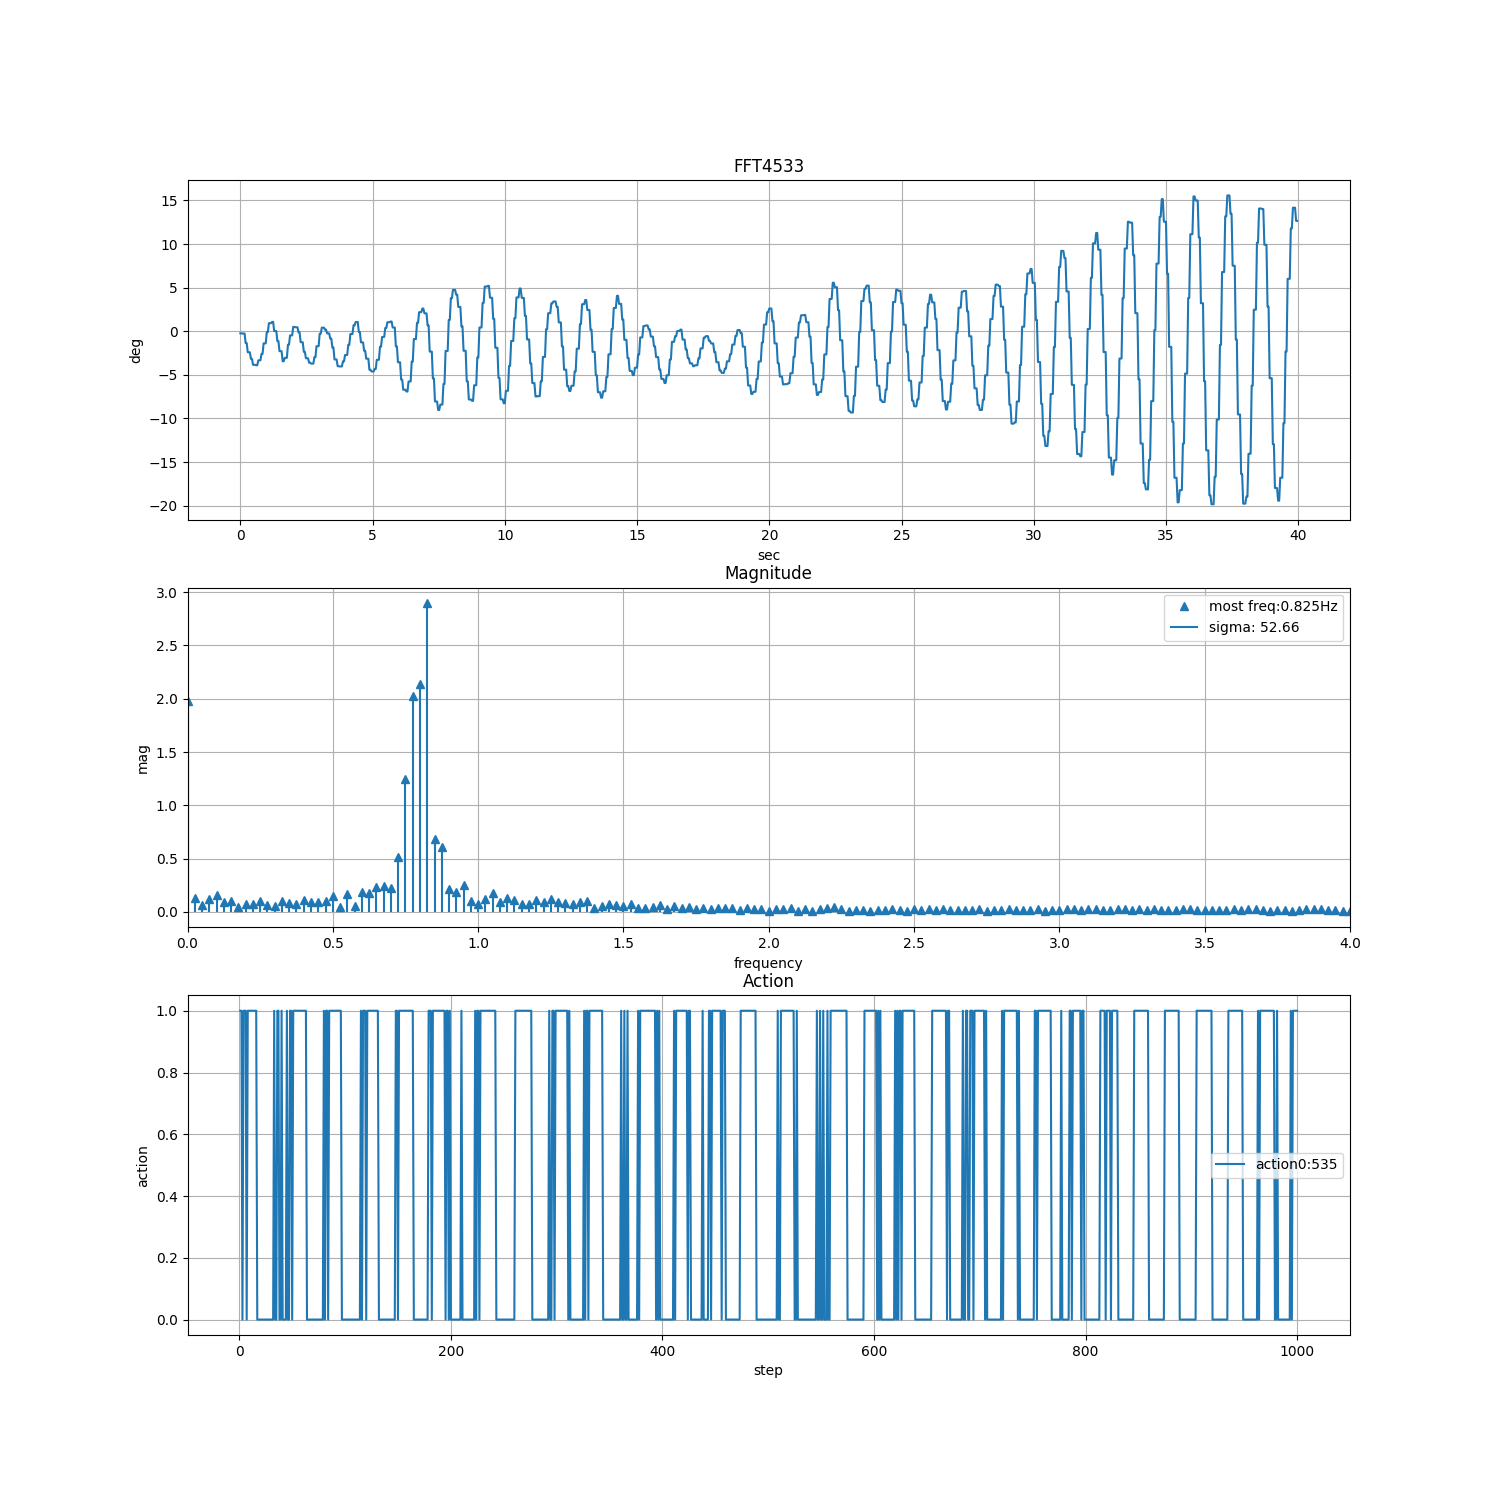 FFT4533
15
10
5
0
−5
−10
−15
−20
deg
0 5 10 15 20 25 30 35 40
sec
Magnitude
3.0
2.5
2.0
1.5
1.0
0.5
0.0
mag
most freq:0.825Hz
sigma: 52.66
0.0 0.5 1.0 1.5 2.0 2.5 3.0 3.5 4.0
frequency
Action
1.0
0.8
0.6
0.4
0.2
0.0
action
action0:535
0 200 400 600 800 1000
step